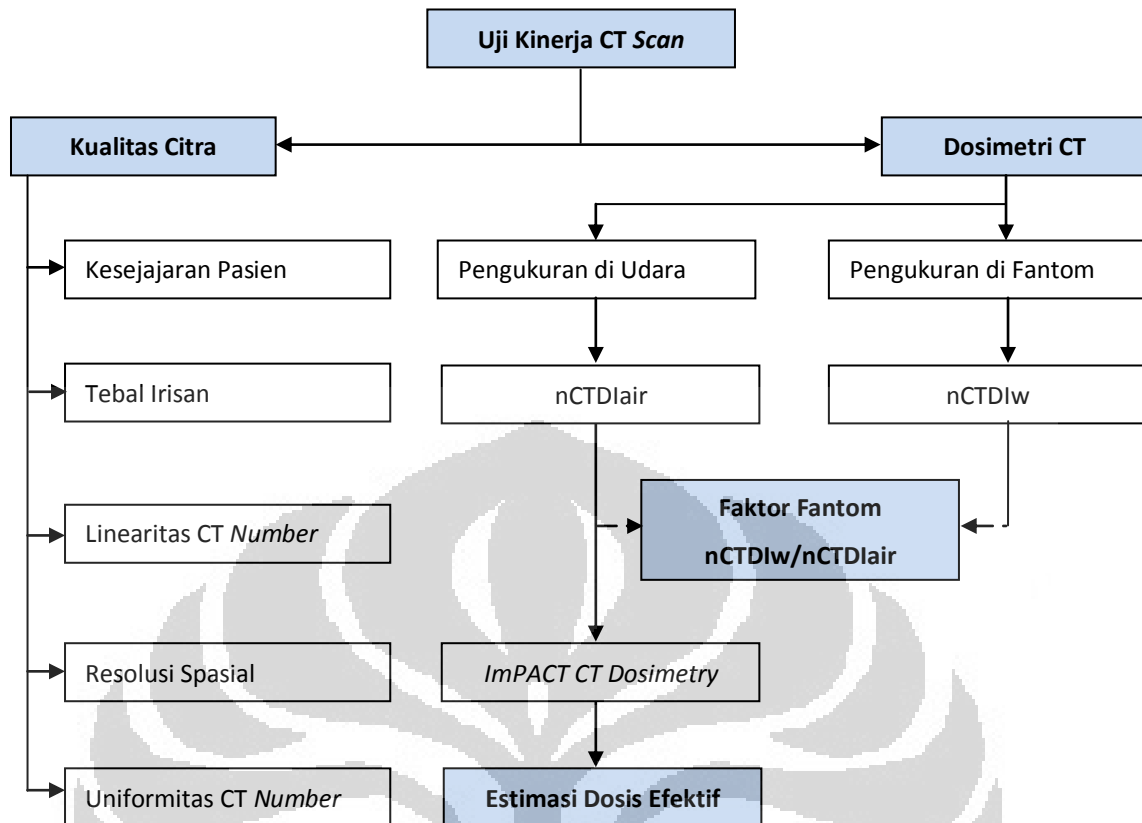 Uji Kinerja CT Scan
Kualitas Citra
Dosimetri CT
Kesejajaran Pasien
Pengukuran di Udara
Pengukuran di Fantom
Tebal Irisan
nCTDIair
nCTDIw
Linearitas CT Number
Faktor Fantom
nCTDIw/nCTDIair
Resolusi Spasial
ImPACT CT Dosimetry
Uniformitas CT Number
Estimasi Dosis Efektif